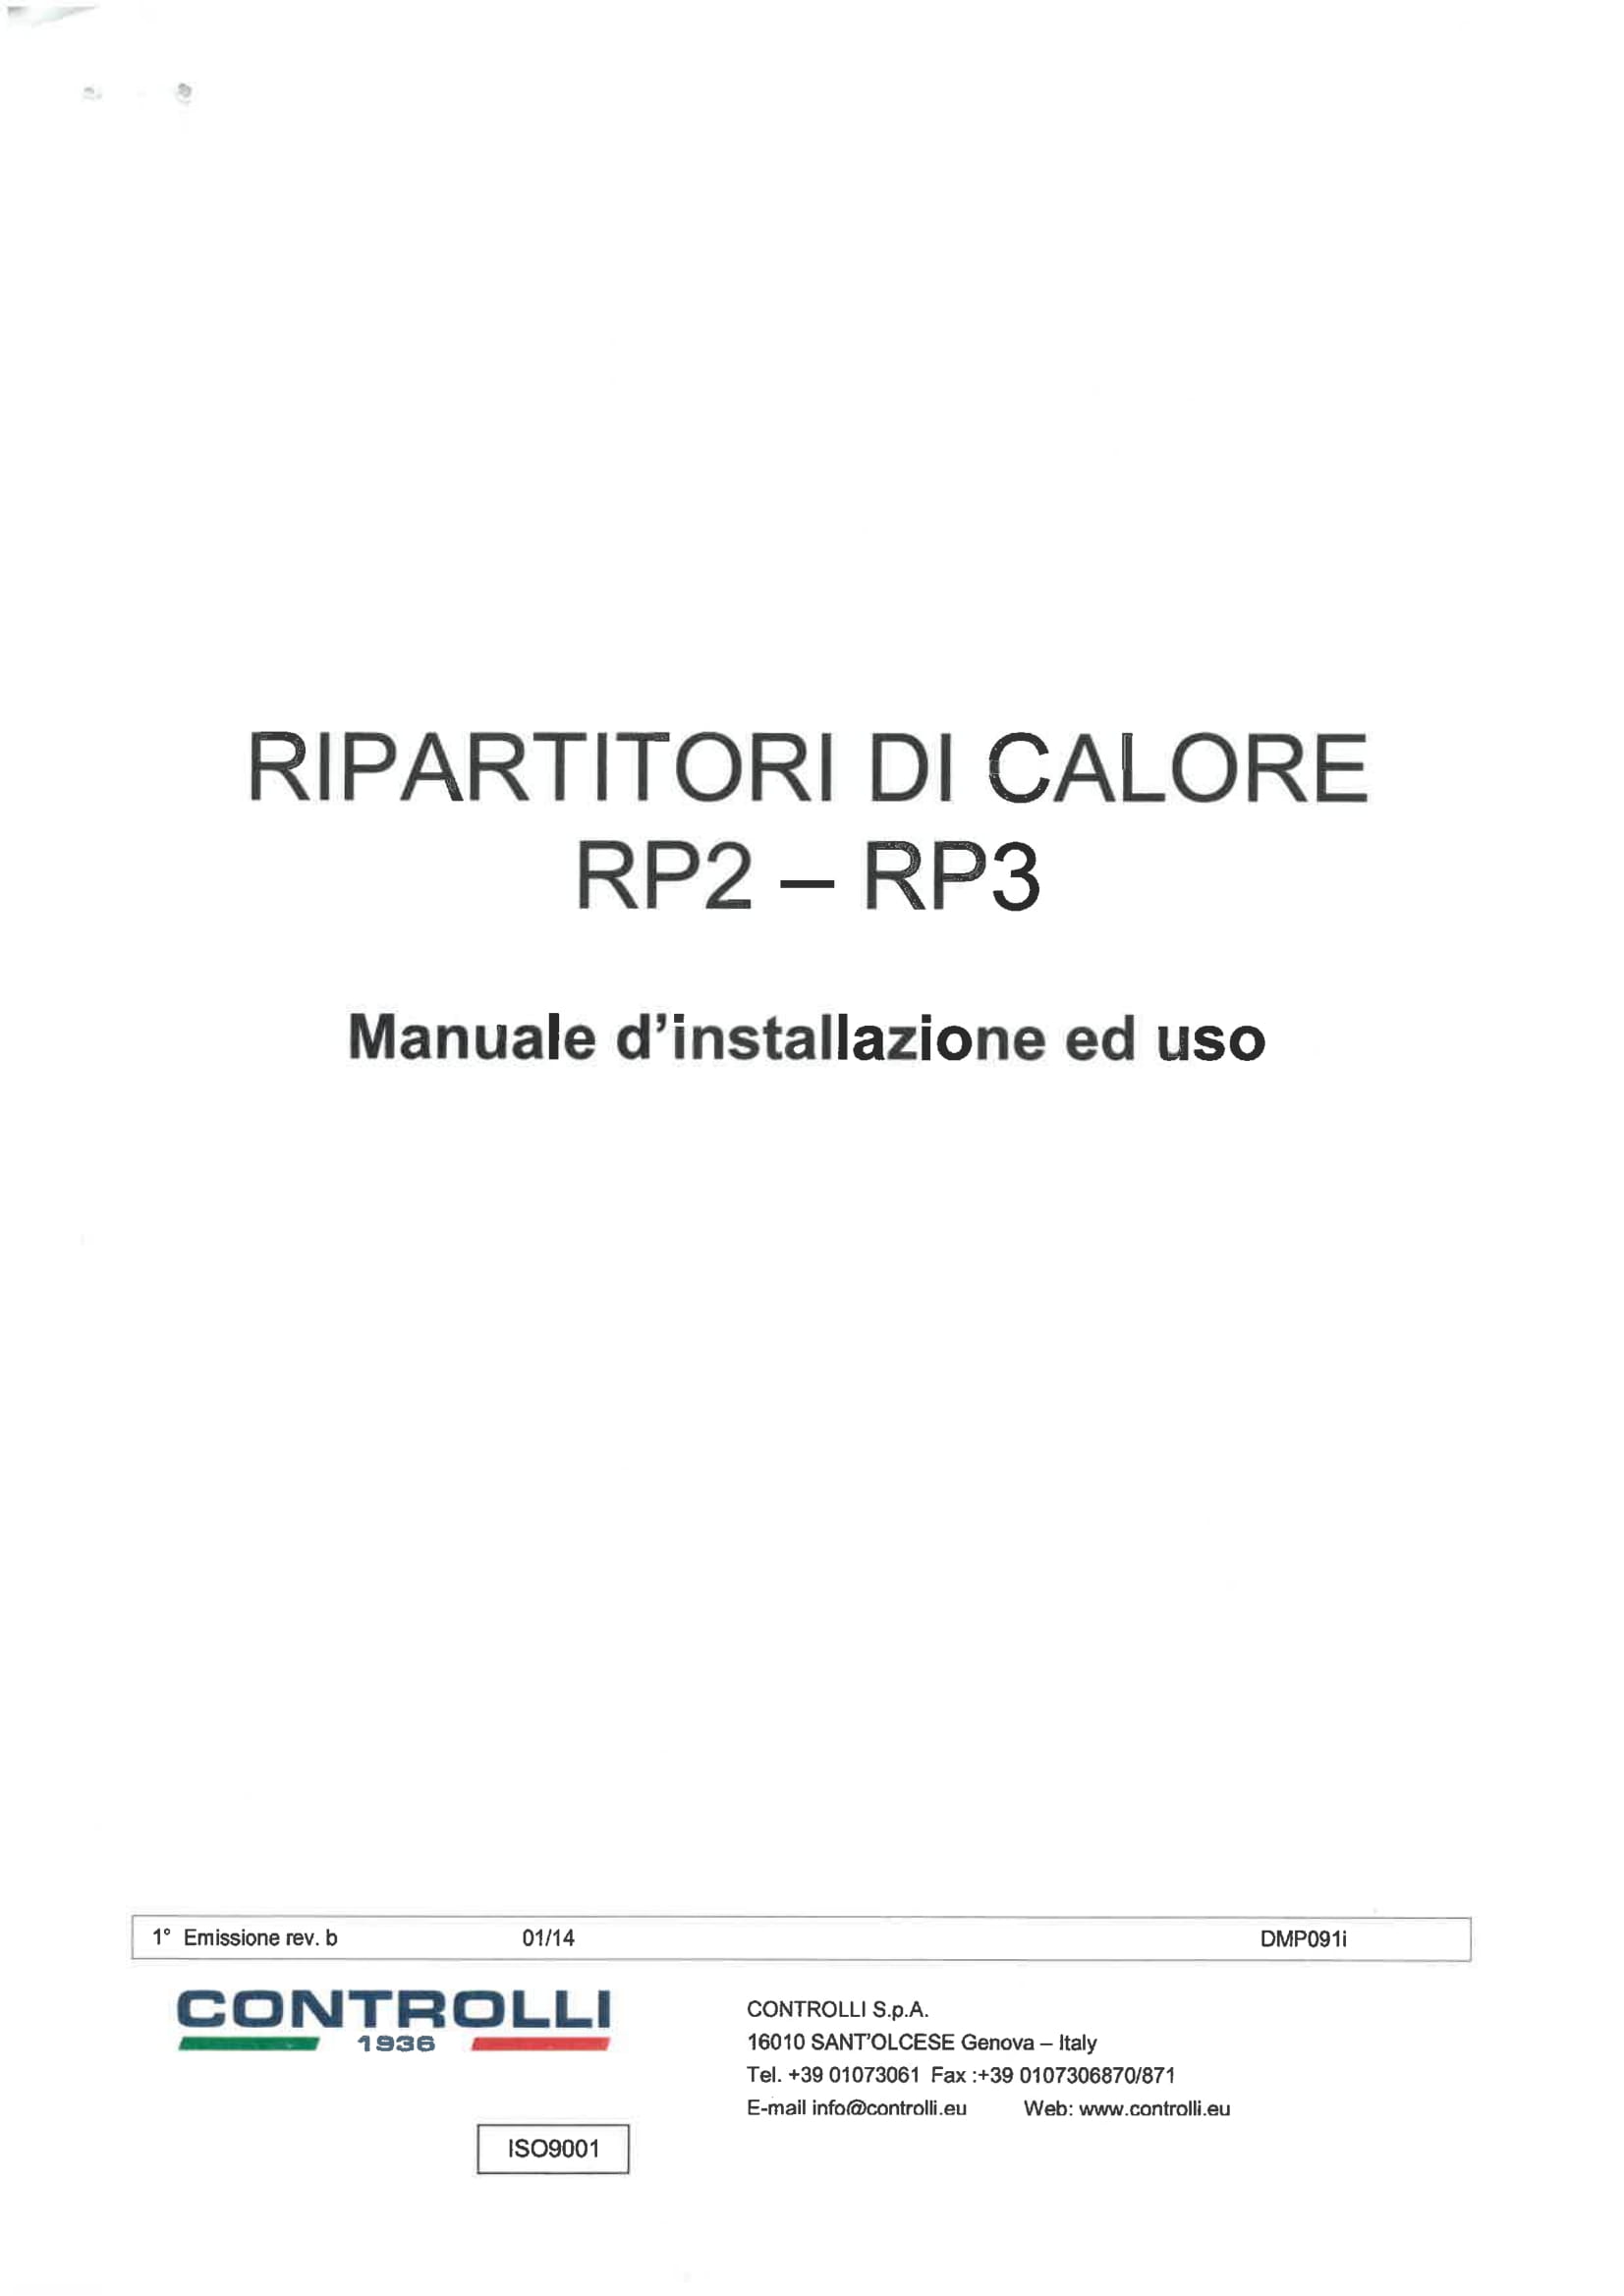 RIPARTITORI DI CALORE
RP2 – RP3
Manuale d'installazione ed uso
1° Emissione rev. b 01/14 DMP091i
CONTROLLI
1936
CONTROLLI S.p.A.
16010 SANT'OLCESE Genova – Italy
Tel. +39 01073061 Fax :+39 0107306870/871
E-mail info@controlli.eu Web: www.controlli.eu
ISO9001